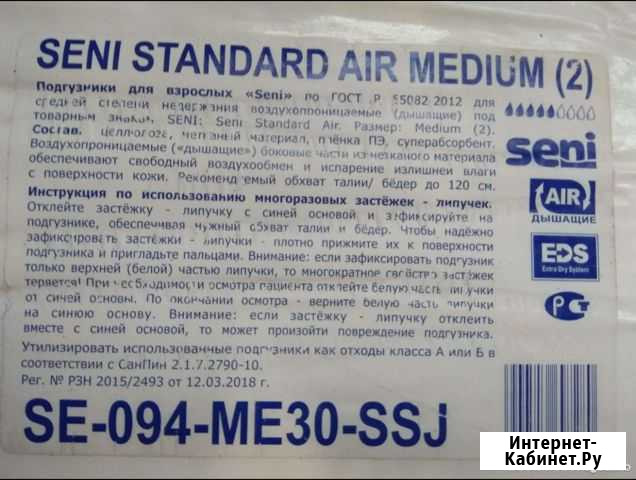 SENI STANDARD AIR MEDIUM (2)
Подгузники для взрослых «Seni» по ГОСТ Р 55082 2012 для
средней степени недержания воздухопроницаемые (дышащие) под
товарным знаком, SENI: Seni Standard Air. Размер: Medium (2).
Состав. целлюлоза, нетканый материал, плёнка ПЭ, суперабсорбент.
Воздухопроницаемые («дышащие») боковые части из нетканого материала
обеспечивают свободный воздухообмен и испарение излишней влаги
с поверхности кожи. Рекомендуемый обхват талии/ бёдер до 120 см.
seni
AIR
ДЫШАЩИЕ
EDS
Extra Dry System
Инструкция по использованию многоразовых застёжек - липучек.
Отклейте застёжку - липучку с синей основой и зафиксируйте на
подгузнике, обеспечивая нужный обхват талии и бёдер. Чтобы надёжно
зафиксировать застёжки - липучки - плотно прижмите их к поверхности
подгузника и пригладьте пальцами. Внимание: если зафиксировать подгузник
только верхней (белой) частью липучки, то многократное свойство застёжек
теряется! При необходимости осмотра пациента отклейте белую часть липучки
от синей основы. По окончании осмотра - верните белую часть липучки
на синюю основу. Внимание: если застёжку - липучку отклеить
вместе с синей основой, то может произойти повреждение подгузника.
Утилизировать использованные подгузники как отходы класса А или Б в
соответствии с СанПин 2.1.7.2790-10.
Рег. № РЗН 2015/2493 от 12.03.2018 г.
SE-094-ME30-SSJ
Интернет-
Кабинет.Ру